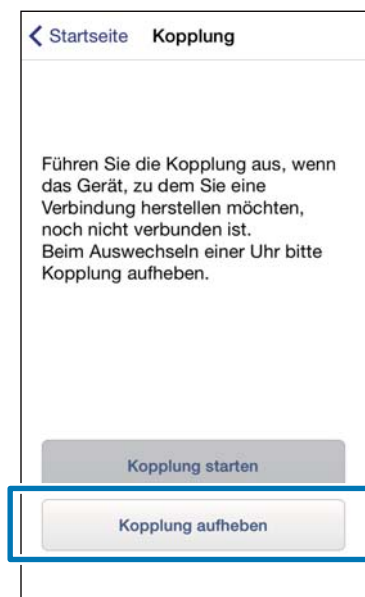 Startseite Kopplung
Führen Sie die Kopplung aus, wenn
das Gerät, zu dem Sie eine
Verbindung herstellen möchten,
noch nicht verbunden ist.
Beim Auswechseln einer Uhr bitte
Kopplung aufheben.
Kopplung starten
Kopplung aufheben